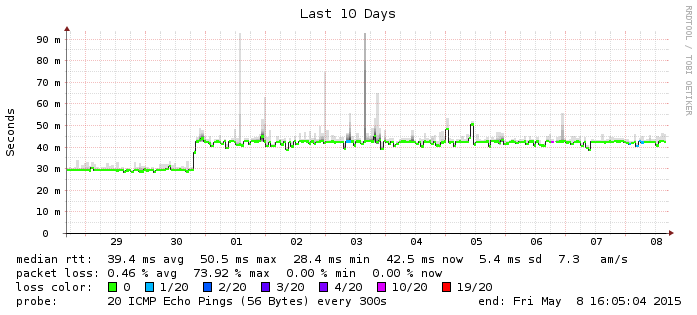 Last 10 Days
RRDTOOL / TOBI OETIKER
Seconds
90 m
80 m
70 m
60 m
50 m
40 m
30 m
20 m
10 m
0
29 30 01 02 03 04 05 06 07 08
median rtt: 39.4 ms avg 50.5 ms max 28.4 ms min 42.5 ms now 5.4 ms sd 7.3 am/s
packet loss: 0.46 % avg 73.92 % max 0.00 % min 0.00 % now
loss color: 0 1/20 2/20 3/20 4/20 10/20 19/20
probe: 20 ICMP Echo Pings (56 Bytes) every 300s end: Fri May 8 16:05:04 2015